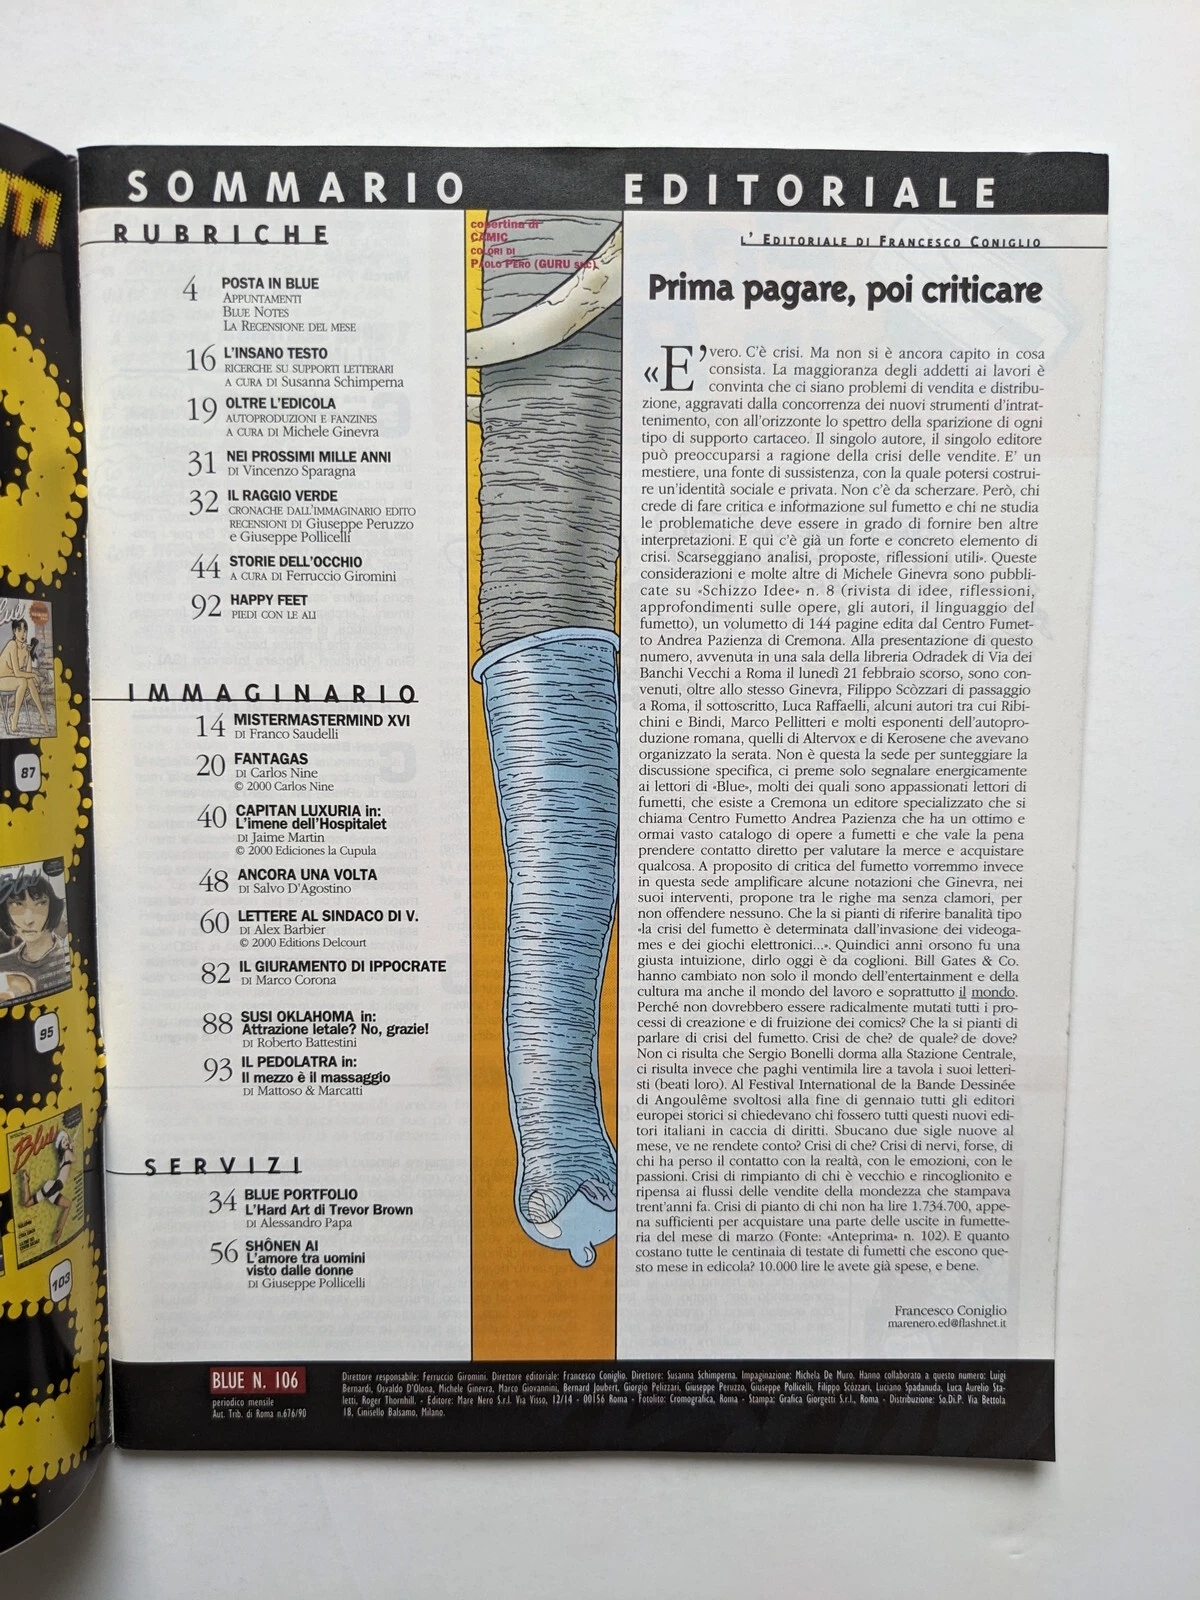 SOMMARIO
RUBRICHE
4 POSTA IN BLUE
APPUNTAMENTI
BLUE NOTES
LA RECENSIONE DEL MESE
16 L'INSANO TESTO
RICERCHE SU SUPPORTI LETTERARI
A CURA DI Susanna Schimperna
19 OLTRE L'EDICOLA
AUTOPRODUZIONI E FANZINES
A CURA DI Michele Ginevra
31 NEI PROSSIMI MILLE ANNI
DI Vincenzo Sparagna
32 IL RAGGIO VERDE
CRONACHE DALL'IMMAGINARIO EDITO
RECENSIONI DI Giuseppe Peruzzo
e Giuseppe Pollicelli
44 STORIE DELL'OCCHIO
A CURA DI Ferruccio Giromini
92 HAPPY FEET
PIEDI CON LE ALI
IMMAGINARIO
14 MISTERMASTERMIND XVI
DI Franco Saudelli
20 FANTAGAS
DI Carlos Nine
© 2000 Carlos Nine
40 CAPITAN LUXURIA in:
L'imene dell'Hospitalet
DI Jaime Martin
© 2000 Ediciones la Cupula
48 ANCORA UNA VOLTA
DI Salvo D'Agostino
60 LETTERE AL SINDACO DI V.
DI Alex Barbier
© 2000 Editions Delcourt
82 IL GIURAMENTO DI IPPOCRATE
DI Marco Corona
88 SUSI OKLAHOMA in:
Attrazione letale? No, grazie!
DI Roberto Battestini
93 IL PEDOLATRA in:
Il mezzo è il massaggio
DI Mattoso & Marcatti
SERVIZI
34 BLUE PORTFOLIO
L'Hard Art di Trevor Brown
DI Alessandro Papa
56 SHÔNEN AI
L'amore tra uomini
visto dalle donne
DI Giuseppe Pollicelli
copertina di
CAMIC
COLORI DI
PAOLO PERO (GURU snc)
EDITORIALE
L' EDITORIALE DI FRANCESCO CONIGLIO
Prima pagare, poi criticare
«E' vero. C'è crisi. Ma non si è ancora capito in cosa
consista. La maggioranza degli addetti ai lavori è
convinta che ci siano problemi di vendita e distribu-
zione, aggravati dalla concorrenza dei nuovi strumenti d'intrat-
tenimento, con all'orizzonte lo spettro della sparizione di ogni
tipo di supporto cartaceo. Il singolo autore, il singolo editore
può preoccuparsi a ragione della crisi delle vendite. E' un
mestiere, una fonte di sussistenza, con la quale potersi costrui-
re un'identità sociale e privata. Non c'è da scherzare. Però, chi
crede di fare critica e informazione sul fumetto e chi ne studia
le problematiche deve essere in grado di fornire ben altre
interpretazioni. E qui c'è già un forte e concreto elemento di
crisi. Scarseggiano analisi, proposte, riflessioni utili». Queste
considerazioni e molte altre di Michele Ginevra sono pubbli-
cate su «Schizzo Idee» n. 8 (rivista di idee, riflessioni,
approfondimenti sulle opere, gli autori, il linguaggio del
fumetto), un volumetto di 144 pagine edita dal Centro Fumet-
to Andrea Pazienza di Cremona. Alla presentazione di questo
numero, avvenuta in una sala della libreria Odradek di Via dei
Banchi Vecchi a Roma il lunedì 21 febbraio scorso, sono con-
venuti, oltre allo stesso Ginevra, Filippo Scòzzari di passaggio
a Roma, il sottoscritto, Luca Raffaelli, alcuni autori tra cui Ribi-
chini e Bindi, Marco Pellitteri e molti esponenti dell'autopro-
duzione romana, quelli di Altervox e di Kerosene che avevano
organizzato la serata. Non è questa la sede per sunteggiare la
discussione specifica, ci preme solo segnalare energicamente
ai lettori di «Blue», molti dei quali sono appassionati lettori di
fumetti, che esiste a Cremona un editore specializzato che si
chiama Centro Fumetto Andrea Pazienza che ha un ottimo e
ormai vasto catalogo di opere a fumetti e che vale la pena
prendere contatto diretto per valutare la merce e acquistare
qualcosa. A proposito di critica del fumetto vorremmo invece
in questa sede amplificare alcune notazioni che Ginevra, nei
suoi interventi, propone tra le righe ma senza clamori, per
non offendere nessuno. Che la si pianti di riferire banalità tipo
«la crisi del fumetto è determinata dall'invasione dei videoga-
mes e dei giochi elettronici...». Quindici anni orsono fu una
giusta intuizione, dirlo oggi è da coglioni. Bill Gates & Co.
hanno cambiato non solo il mondo dell'entertainment e della
cultura ma anche il mondo del lavoro e soprattutto il mondo.
Perché non dovrebbero essere radicalmente mutati tutti i pro-
cessi di creazione e di fruizione dei comics? Che la si pianti di
parlare di crisi del fumetto. Crisi de che? de quale? de dove?
Non ci risulta che Sergio Bonelli dorma alla Stazione Centrale,
ci risulta invece che paghi ventimila lire a tavola i suoi letteri-
sti (beati loro). Al Festival International de la Bande Dessinée
di Angoulême svoltosi alla fine di gennaio tutti gli editori
europei storici si chiedevano chi fossero tutti questi nuovi edi-
tori italiani in caccia di diritti. Sbucano due sigle nuove al
mese, ve ne rendete conto? Crisi di che? Crisi di nervi, forse, di
chi ha perso il contatto con la realtà, con le emozioni, con le
passioni. Crisi di rimpianto di chi è vecchio e rincoglionito e
ripensa ai flussi delle vendite della mondezza che stampava
trent'anni fa. Crisi di pianto di chi non ha lire 1.734.700, appe-
na sufficienti per acquistare una parte delle uscite in fumette-
ria del mese di marzo (Fonte: «Anteprima» n. 102). E quanto
costano tutte le centinaia di testate di fumetti che escono que-
sto mese in edicola? 10.000 lire le avete già spese, e bene.
Francesco Coniglio
marenero.ed@flashnet.it
BLUE N. 106
periodico mensile
Aut. Trib. di Roma n.676/90
Direttore responsabile: Ferruccio Giromini. Direttore editoriale: Francesco Coniglio. Direttore: Susanna Schimperna. Impaginazione: Michela De Muro. Hanno collaborato a questo numero: Luigi
Bernardi, Osvaldo D'Olona, Michele Ginevra, Marco Giovannini, Bernard Joubert, Giorgio Pelizzari, Giuseppe Peruzzo, Giuseppe Pollicelli, Filippo Scòzzari, Luciano Spadanuda, Luca Aurelio Sta-
letti, Roger Thornhill. - Editore: Mare Nero S.r.l. Via Visso, 12/14 - 00156 Roma - Fotolito: Cromografica, Roma - Stampa: Grafica Giorgetti S.r.l., Roma - Distribuzione: So.Di.P. Via Bettola
18, Cinisello Balsamo, Milano.
87
95
Blue
103